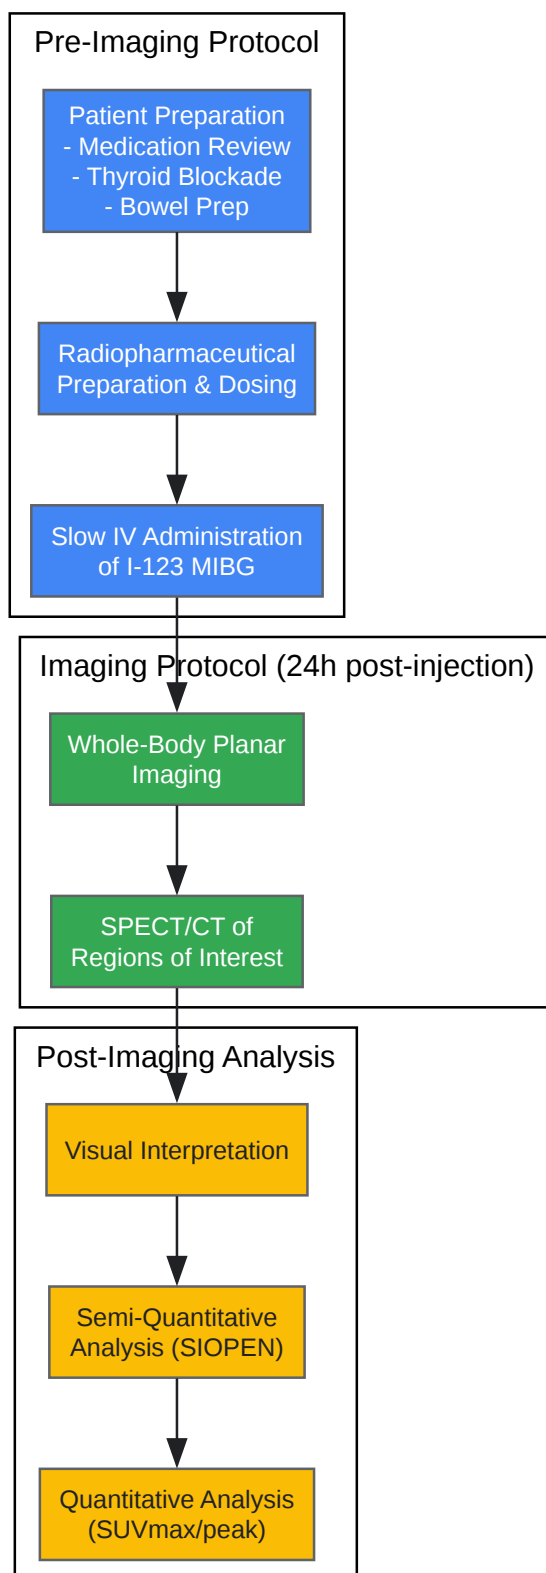 Pre-Imaging Protocol
Patient Preparation
- Medication Review
- Thyroid Blockade
- Bowel Prep
Radiopharmaceutical
Preparation & Dosing
Slow IV Administration
of I-123 MIBG
Imaging Protocol (24h post-injection)
Whole-Body Planar
Imaging
SPECT/CT of
Regions of Interest
Post-Imaging Analysis
Visual Interpretation
Semi-Quantitative
Analysis (SIOPEN)
Quantitative Analysis
(SUVmax/peak)